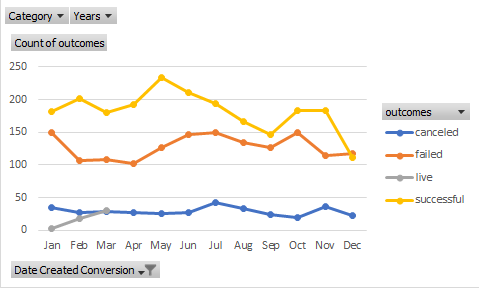 Category Years
Count of outcomes
250
200
150
100
50
0
Jan Feb Mar Apr May Jun Jul Aug Sep Oct Nov Dec
outcomes
canceled
failed
live
successful
Date Created Conversion